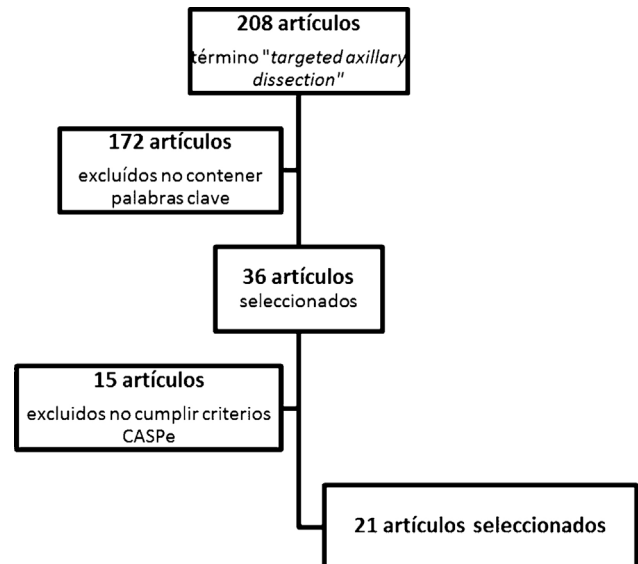 208 artículos
término "targeted axillary
dissection"
172 artículos
excluídos no contener
palabras clave
36 artículos
seleccionados
15 artículos
excluidos no cumplir criterios
CASPe
21 artículos seleccionados